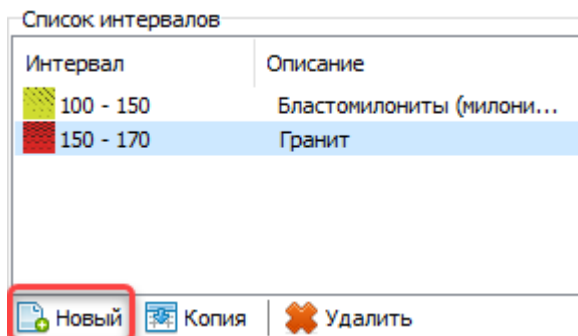 Список интервалов
Интервал Описание
100 - 150 Бластомилониты (милони...
150 - 170 Гранит
Новый Копия Удалить